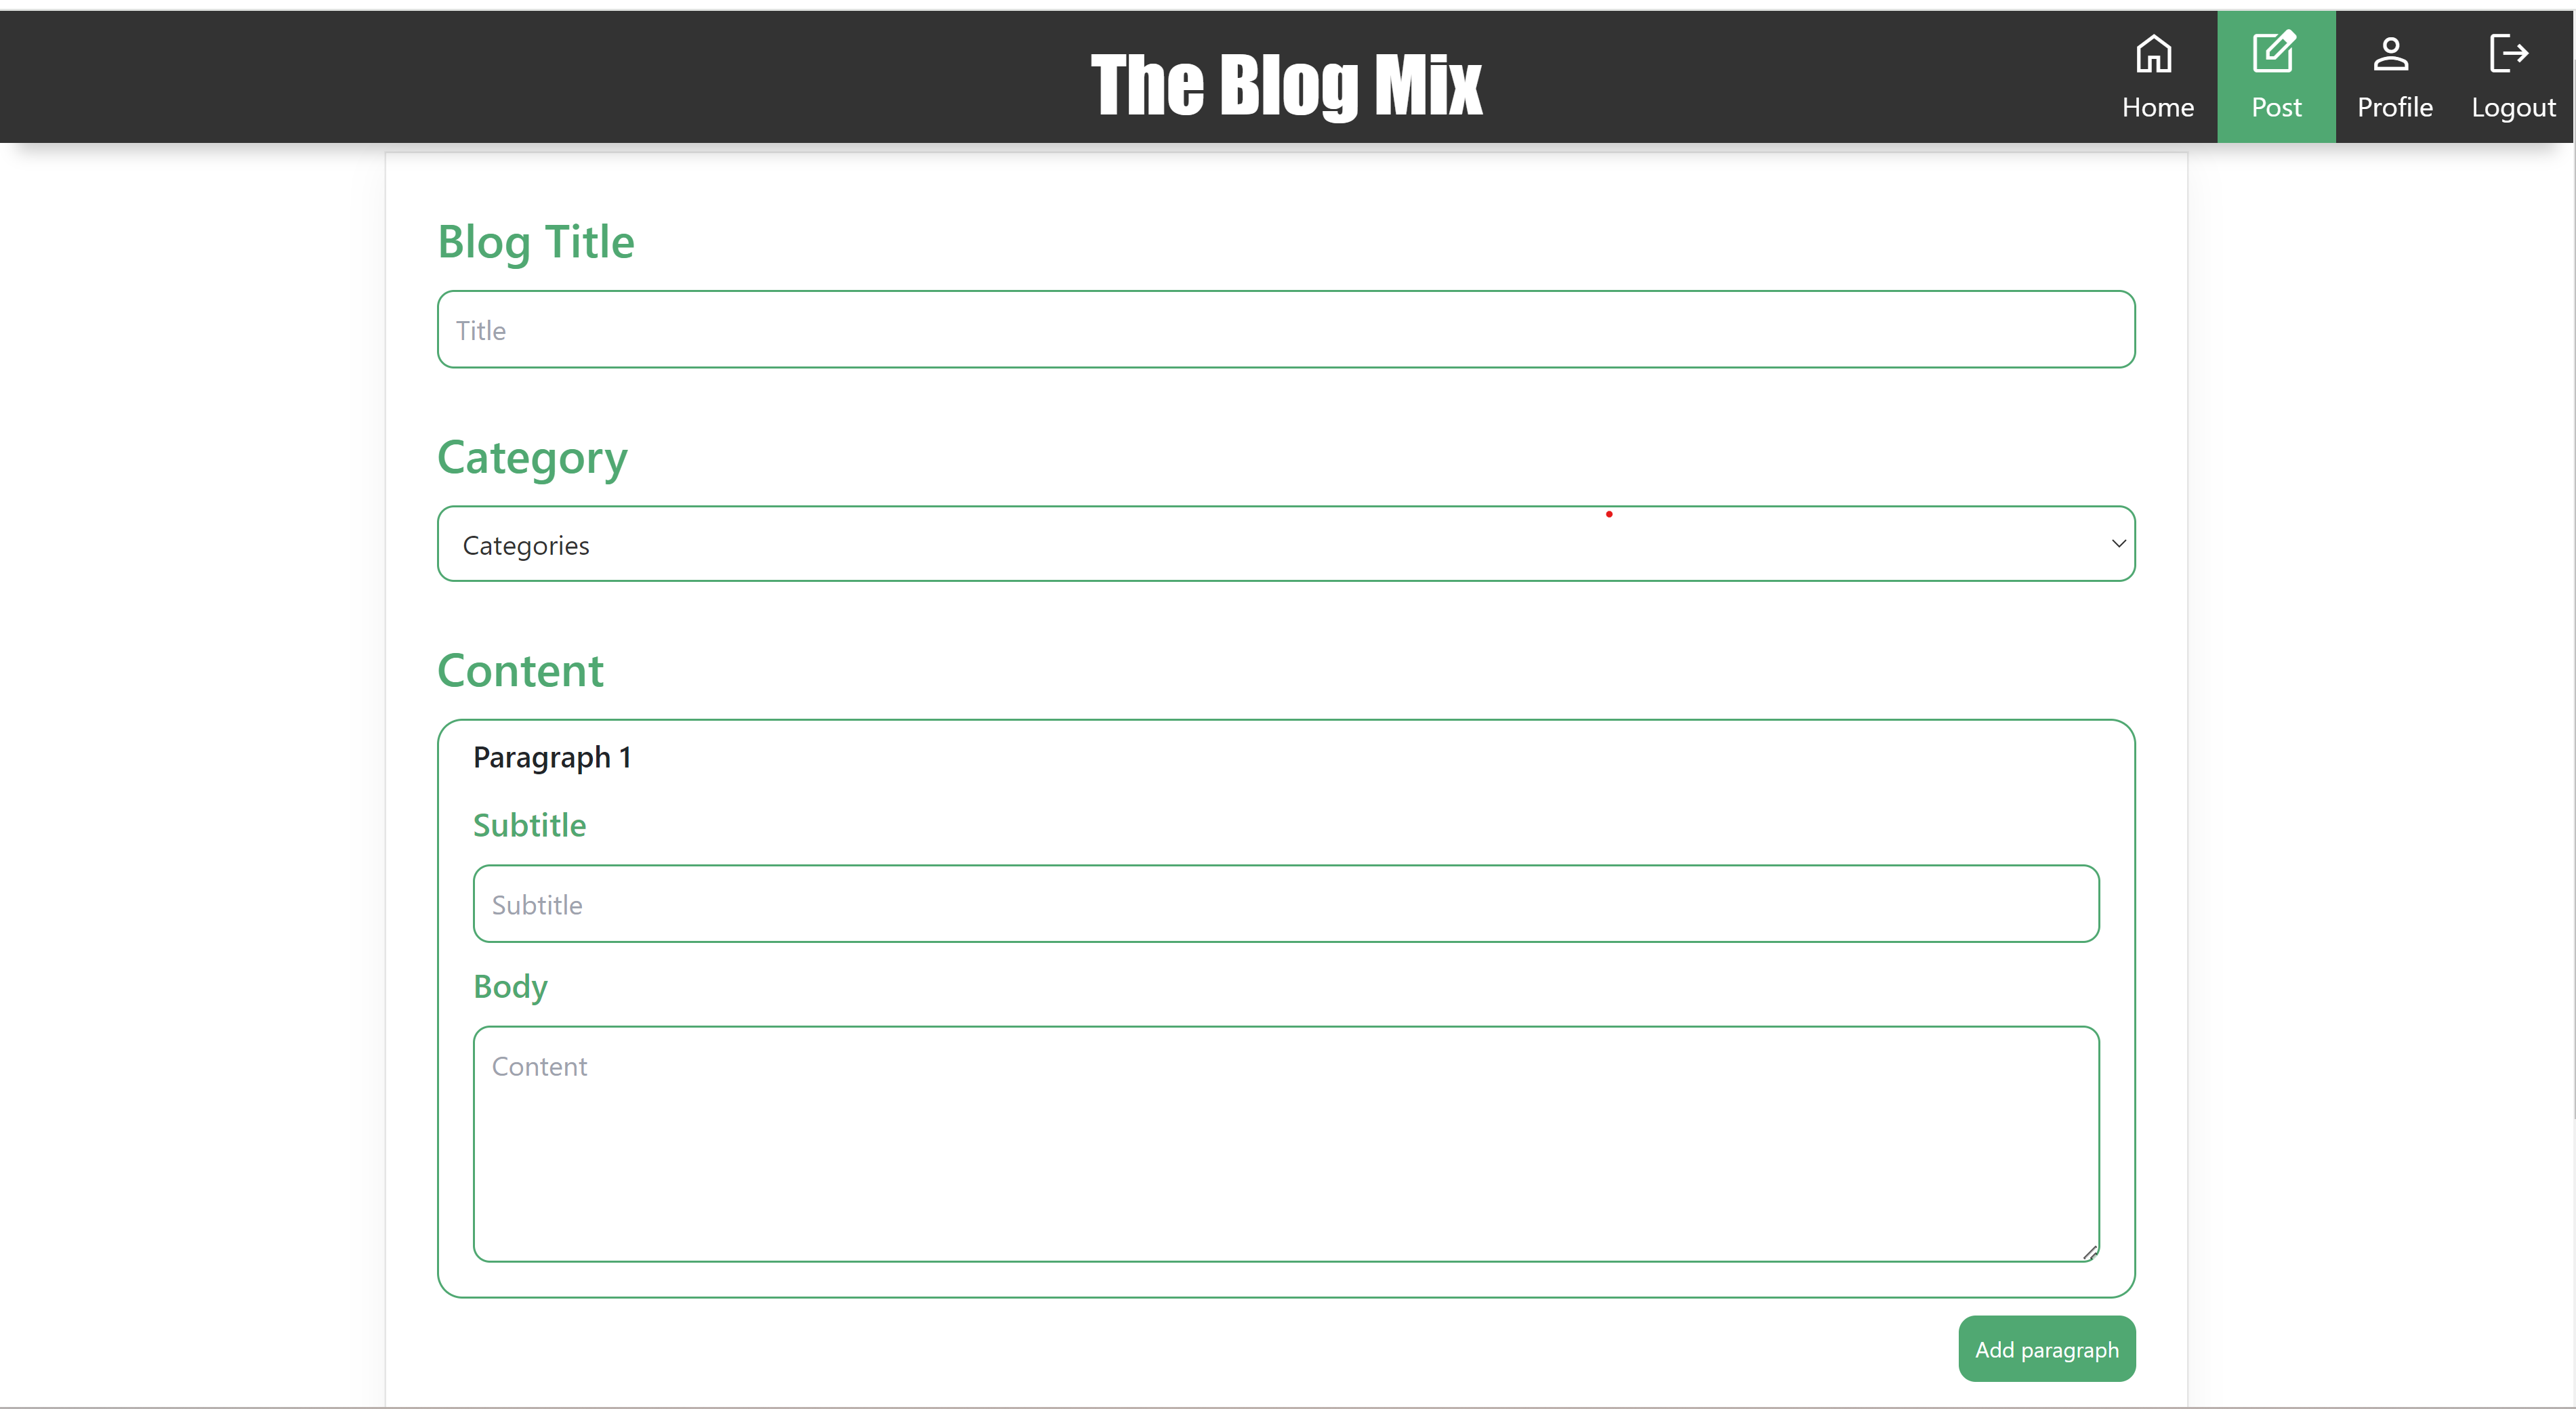 The Blog Mix
Home
Post
Profile
Logout
Blog Title
Title
Category
Categories
Content
Paragraph 1
Subtitle
Subtitle
Body
Content
Add paragraph